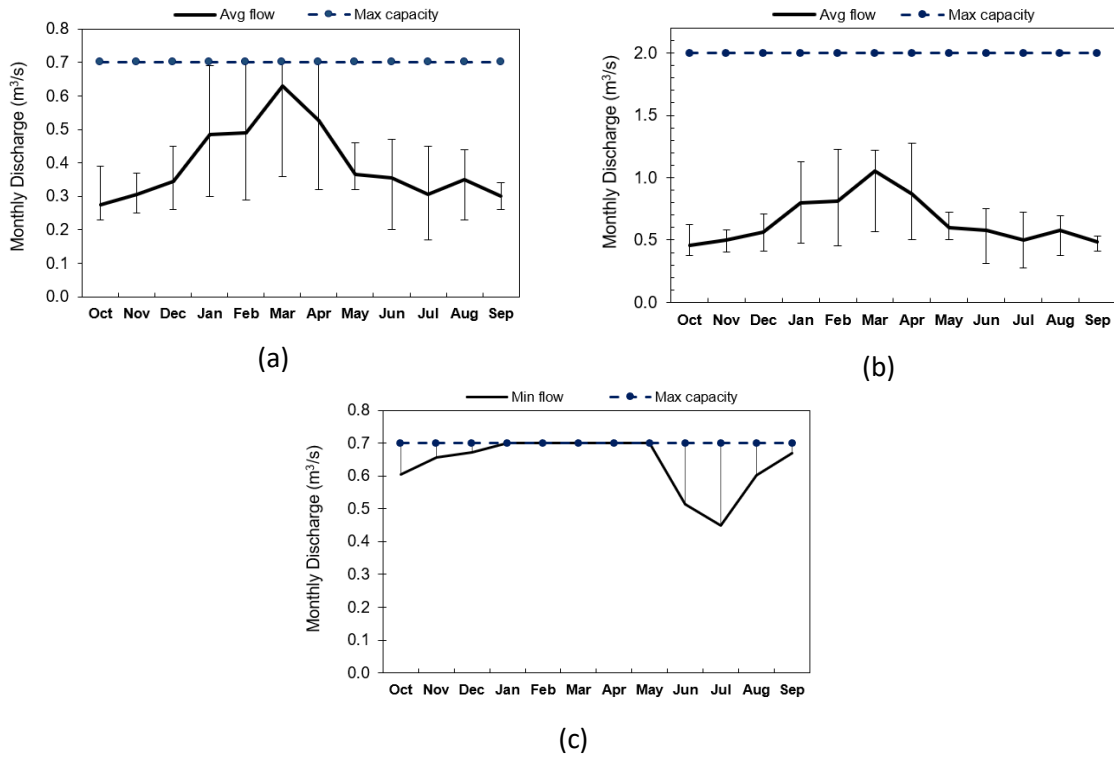 Avg flow Max capacity
Monthly Discharge (m³/s)
0.8
0.7
0.6
0.5
0.4
0.3
0.2
0.1
0.0
Oct Nov Dec Jan Feb Mar Apr May Jun Jul Aug Sep
(a)
Avg flow Max capacity
Monthly Discharge (m³/s)
2.0
1.5
1.0
0.5
0.0
Oct Nov Dec Jan Feb Mar Apr May Jun Jul Aug Sep
(b)
Min flow Max capacity
Monthly Discharge (m³/s)
0.8
0.7
0.6
0.5
0.4
0.3
0.2
0.1
0.0
Oct Nov Dec Jan Feb Mar Apr May Jun Jul Aug Sep
(c)